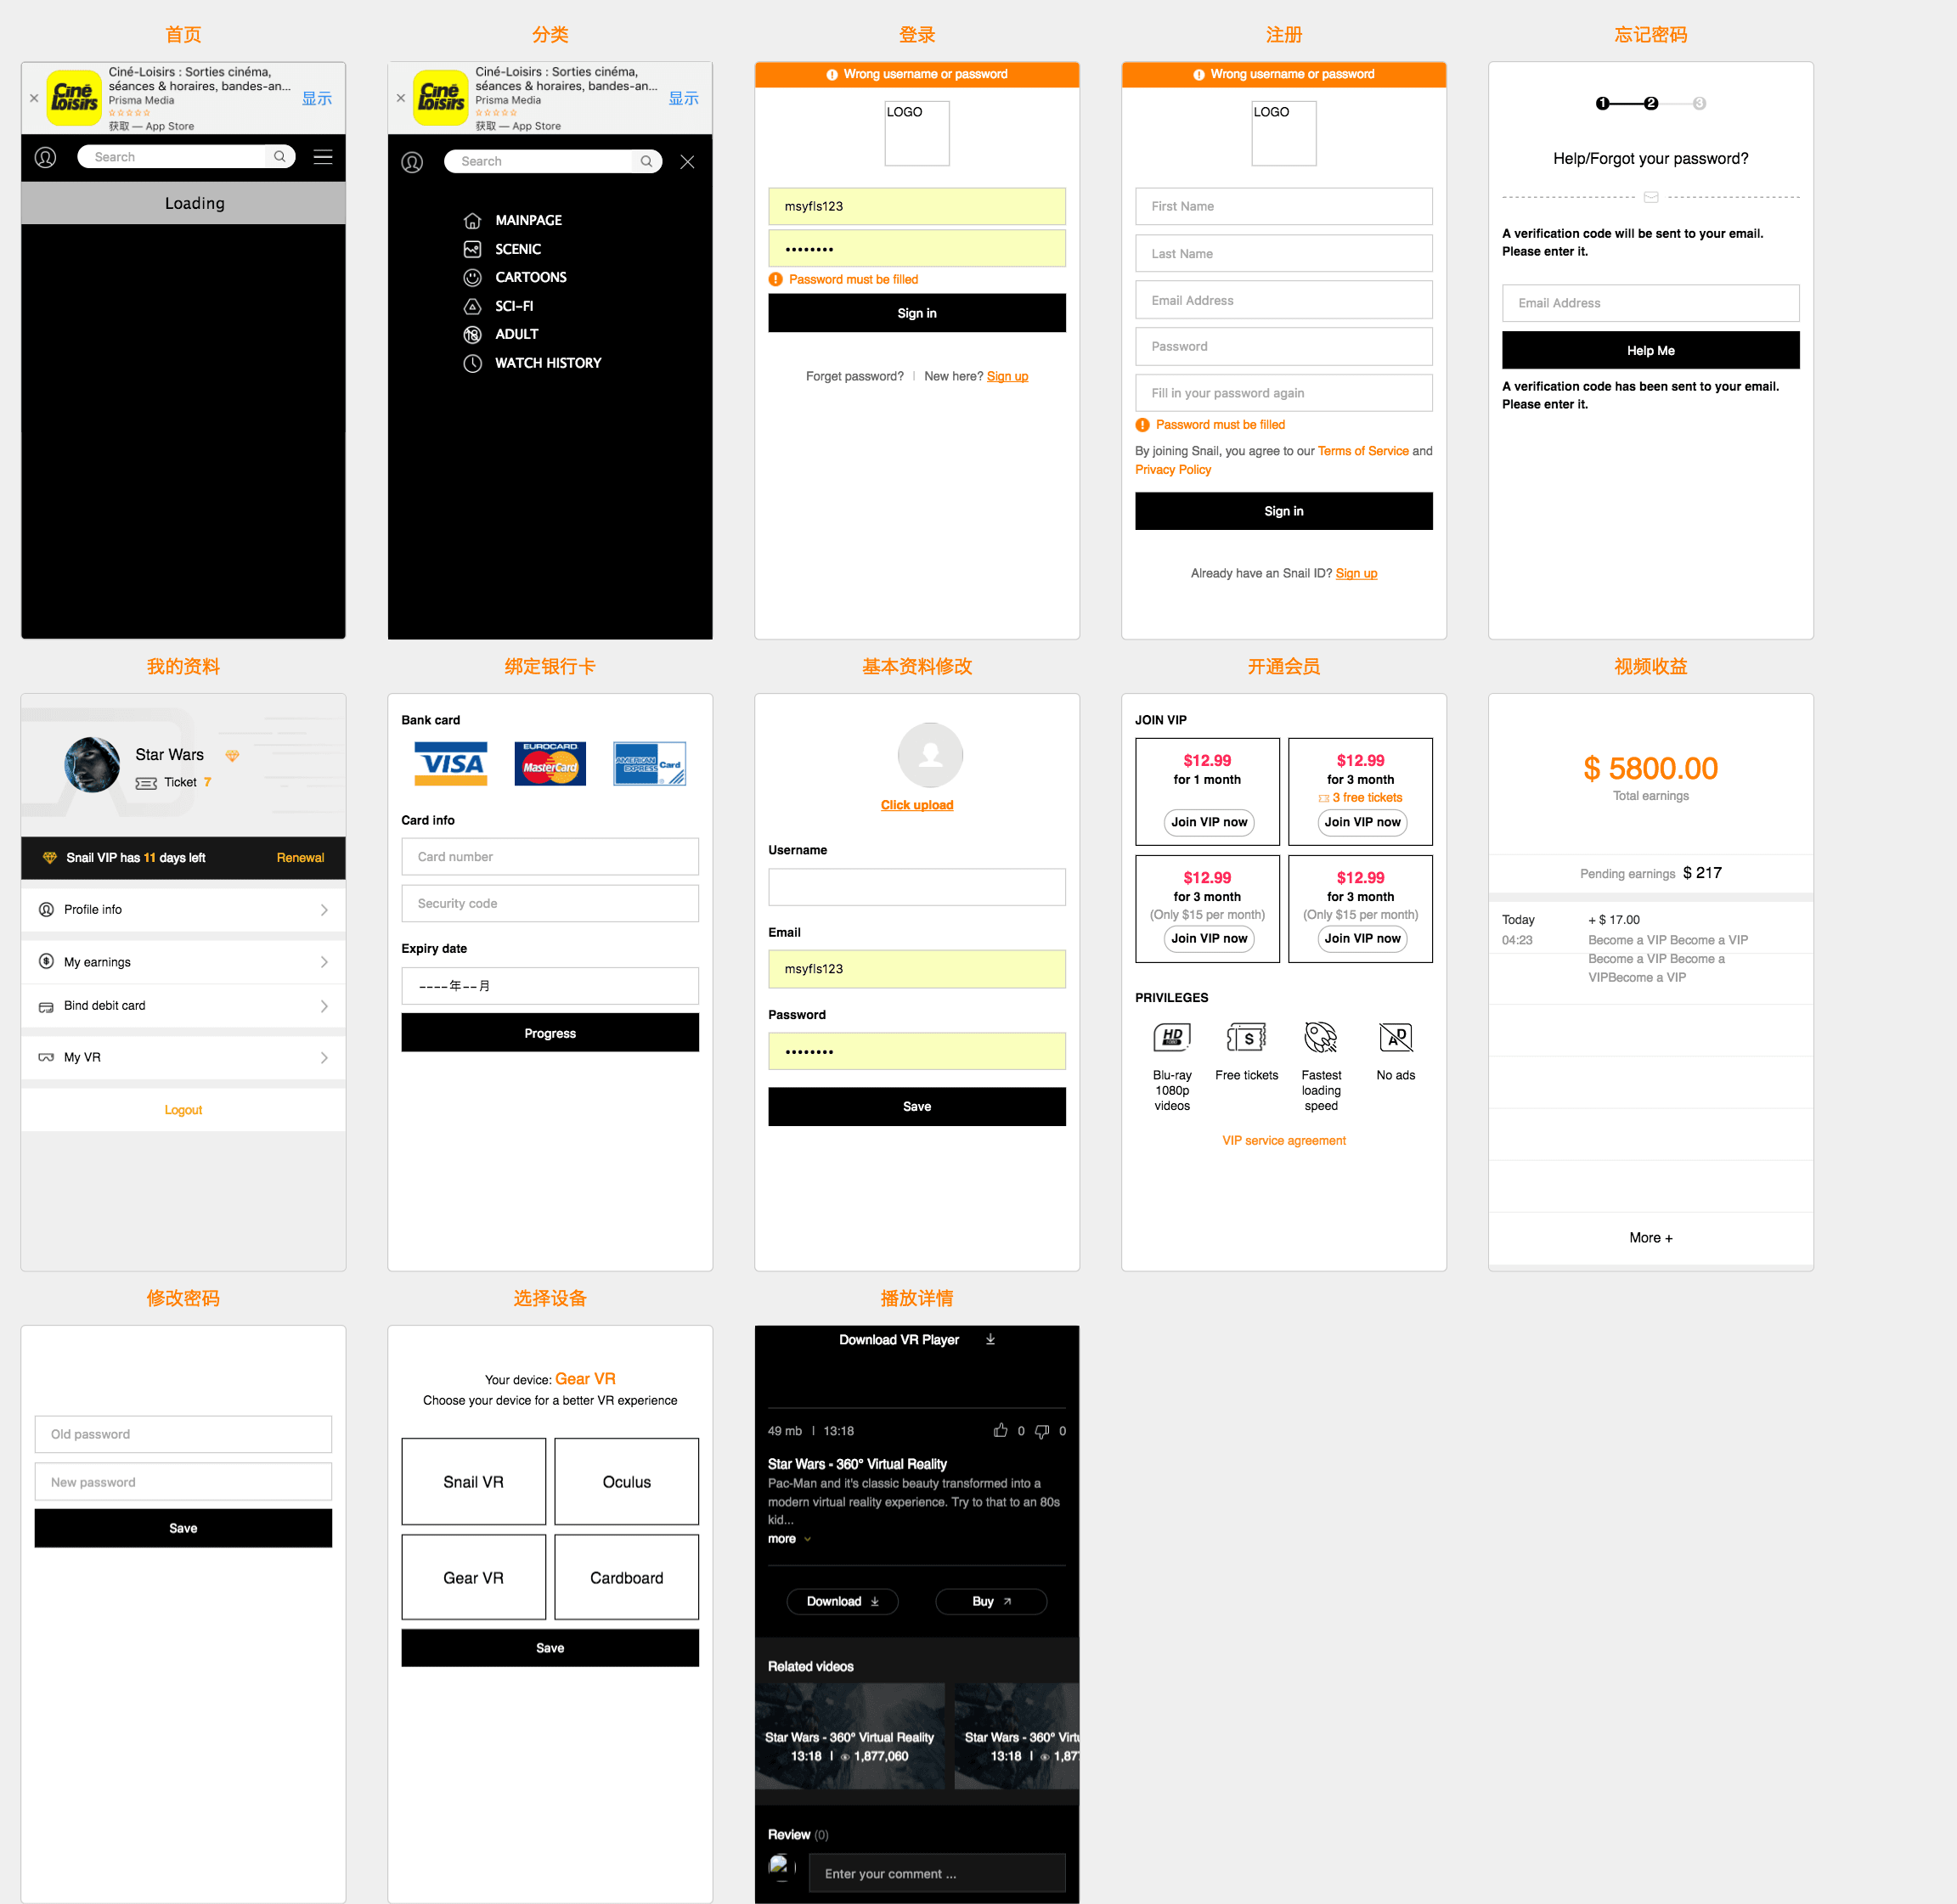 首页
Ciné-Loisirs : Sorties cinéma,
séances & horaires, bandes-an...
Prisma Media
获取 — App Store
显示
Ciné
Loisirs
Search
Loading
分类
Ciné-Loisirs : Sorties cinéma,
séances & horaires, bandes-an...
Prisma Media
获取 — App Store
显示
Ciné
Loisirs
Search
MAINPAGE
SCENIC
CARTOONS
SCI-FI
ADULT
WATCH HISTORY
登录
Wrong username or password
LOGO
msyfls123
••••••••
Password must be filled
Sign in
Forget password? | New here? Sign up
注册
Wrong username or password
LOGO
First Name
Last Name
Email Address
Password
Fill in your password again
Password must be filled
By joining Snail, you agree to our Terms of Service and
Privacy Policy
Sign in
Already have an Snail ID? Sign up
忘记密码
1 2 3
Help/Forgot your password?
A verification code will be sent to your email.
Please enter it.
Email Address
Help Me
A verification code has been sent to your email.
Please enter it.
我的资料
Star Wars
Ticket 7
Snail VIP has 11 days left Renewal
Profile info
My earnings
Bind debit card
My VR
Logout
绑定银行卡
Bank card
VISA
EUROCARD
MasterCard
AMERICAN
EXPRESS
Card
Card info
Card number
Security code
Expiry date
----年--月
Progress
基本资料修改
Click upload
Username
Email
msyfls123
Password
••••••••
Save
开通会员
JOIN VIP
$12.99
for 1 month
Join VIP now
$12.99
for 3 month
3 free tickets
Join VIP now
$12.99
for 3 month
(Only $15 per month)
Join VIP now
$12.99
for 3 month
(Only $15 per month)
Join VIP now
PRIVILEGES
HD
S
AD
Blu-ray
1080p
videos
Free tickets
Fastest
loading
speed
No ads
VIP service agreement
视频收益
$ 5800.00
Total earnings
Pending earnings $ 217
Today + $ 17.00
04:23 Become a VIP Become a VIP
Become a VIP Become a
VIPBecome a VIP
More +
修改密码
Old password
New password
Save
选择设备
Your device: Gear VR
Choose your device for a better VR experience
Snail VR
Oculus
Gear VR
Cardboard
Save
播放详情
Download VR Player
49 mb | 13:18 0 0
Star Wars - 360° Virtual Reality
Pac-Man and it's classic beauty transformed into a
modern virtual reality experience. Try to that to an 80s
kid...
more
Download
Buy
Related videos
Star Wars - 360° Virtual Reality
13:18 | 1,877,060
Star Wars - 360° Virtu
13:18 | 1,877
Review (0)
Enter your comment ...